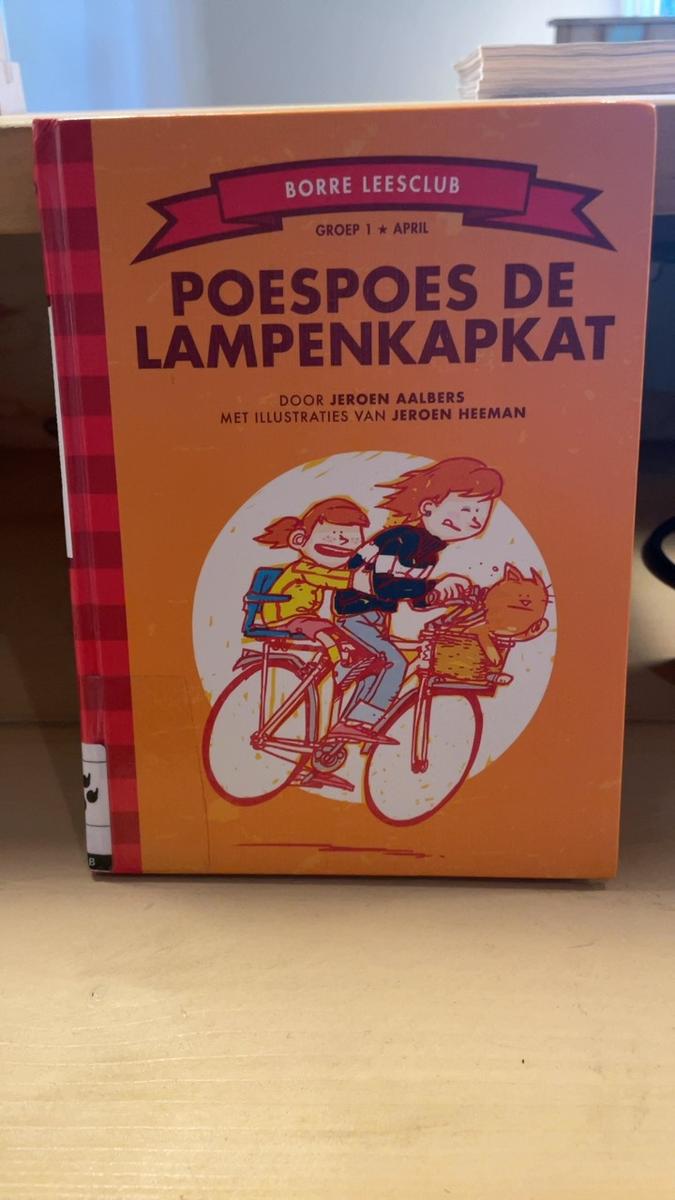 BORRE LEESCLUB
GROEP 1 ★ APRIL
POESPOES DE
LAMPENKAPKAT
DOOR JEROEN AALBERS
MET ILLUSTRATIES VAN JEROEN HEEMAN
B